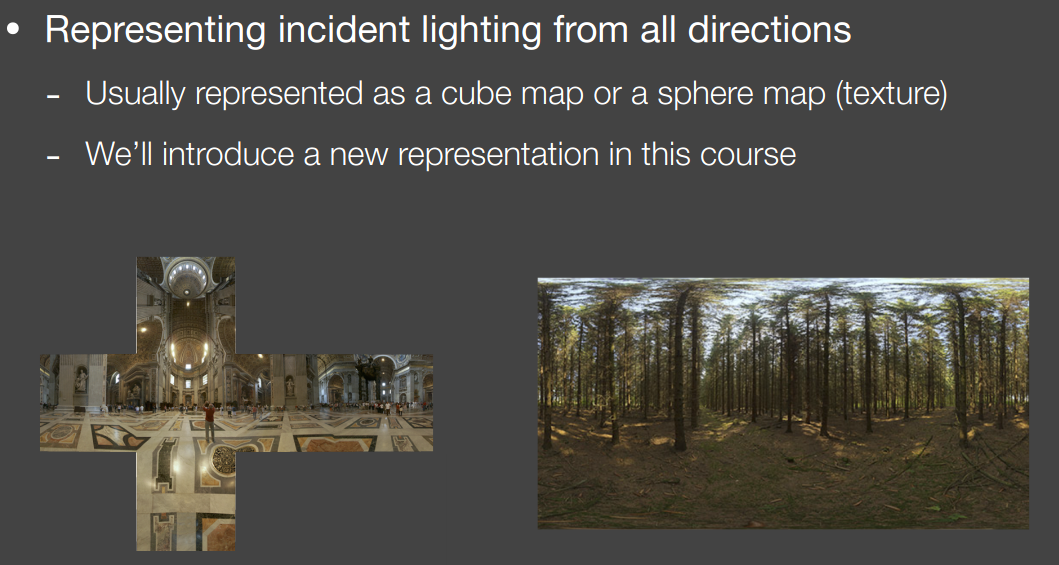 • Representing incident lighting from all directions
- Usually represented as a cube map or a sphere map (texture)
- We'll introduce a new representation in this course